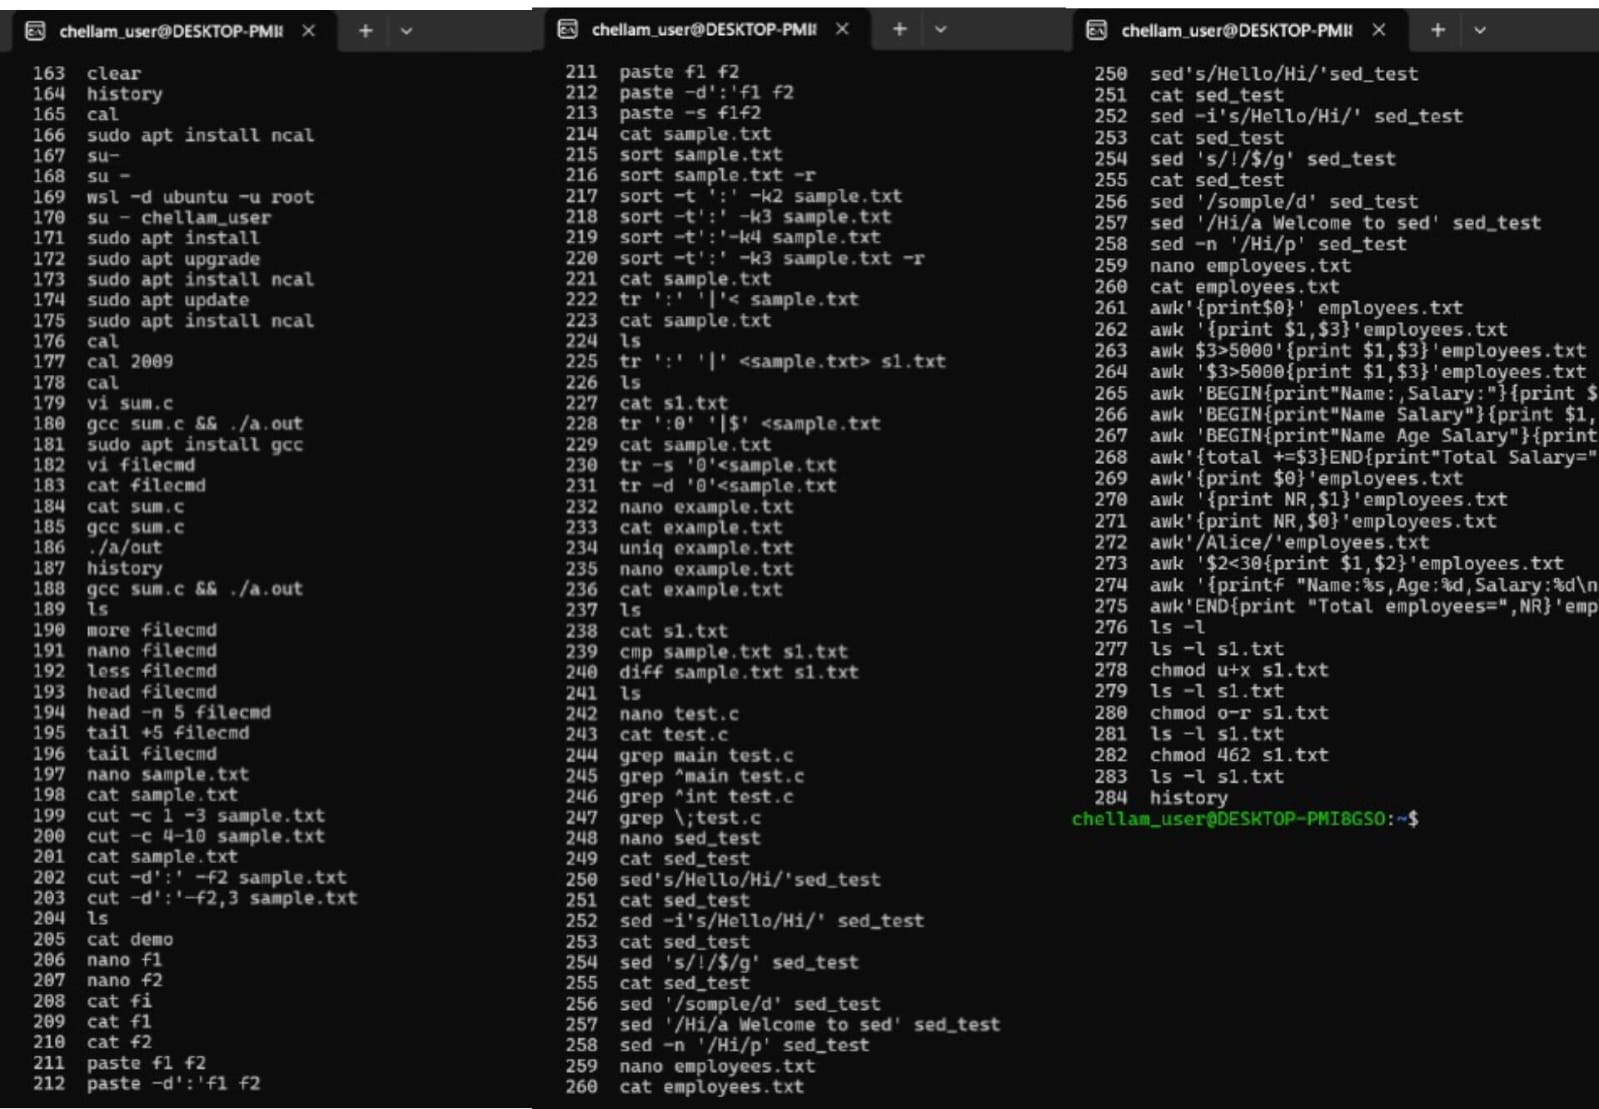 chellam_user@DESKTOP-PMI8
163 clear
164 history
165 cal
166 sudo apt install ncal
167 su-
168 su -
169 wsl -d ubuntu -u root
170 su - chellam_user
171 sudo apt install
172 sudo apt upgrade
173 sudo apt install ncal
174 sudo apt update
175 sudo apt install ncal
176 cal
177 cal 2009
178 cal
179 vi sum.c
180 gcc sum.c && ./a.out
181 sudo apt install gcc
182 vi filecmd
183 cat filecmd
184 cat sum.c
185 gcc sum.c
186 ./a/out
187 history
188 gcc sum.c && ./a.out
189 ls
190 more filecmd
191 nano filecmd
192 less filecmd
193 head filecmd
194 head -n 5 filecmd
195 tail +5 filecmd
196 tail filecmd
197 nano sample.txt
198 cat sample.txt
199 cut -c 1 -3 sample.txt
200 cut -c 4-10 sample.txt
201 cat sample.txt
202 cut -d':' -f2 sample.txt
203 cut -d':'-f2,3 sample.txt
204 ls
205 cat demo
206 nano f1
207 nano f2
208 cat fi
209 cat f1
210 cat f2
211 paste f1 f2
212 paste -d':'f1 f2
chellam_user@DESKTOP-PMI8
211 paste f1 f2
212 paste -d':'f1 f2
213 paste -s f1f2
214 cat sample.txt
215 sort sample.txt
216 sort sample.txt -r
217 sort -t ':' -k2 sample.txt
218 sort -t':' -k3 sample.txt
219 sort -t':'-k4 sample.txt
220 sort -t':' -k3 sample.txt -r
221 cat sample.txt
222 tr ':' '|'< sample.txt
223 cat sample.txt
224 ls
225 tr ':' '|' <sample.txt> s1.txt
226 ls
227 cat s1.txt
228 tr ':0' '|$' <sample.txt
229 cat sample.txt
230 tr -s '0'<sample.txt
231 tr -d '0'<sample.txt
232 nano example.txt
233 cat example.txt
234 uniq example.txt
235 nano example.txt
236 cat example.txt
237 ls
238 cat s1.txt
239 cmp sample.txt s1.txt
240 diff sample.txt s1.txt
241 ls
242 nano test.c
243 cat test.c
244 grep main test.c
245 grep ^main test.c
246 grep ^int test.c
247 grep \;test.c
248 nano sed_test
249 cat sed_test
250 sed's/Hello/Hi/'sed_test
251 cat sed_test
252 sed -i's/Hello/Hi/' sed_test
253 cat sed_test
254 sed 's/!/$/g' sed_test
255 cat sed_test
256 sed '/somple/d' sed_test
257 sed '/Hi/a Welcome to sed' sed_test
258 sed -n '/Hi/p' sed_test
259 nano employees.txt
260 cat employees.txt
chellam_user@DESKTOP-PMI8
250 sed's/Hello/Hi/'sed_test
251 cat sed_test
252 sed -i's/Hello/Hi/' sed_test
253 cat sed_test
254 sed 's/!/$/g' sed_test
255 cat sed_test
256 sed '/somple/d' sed_test
257 sed '/Hi/a Welcome to sed' sed_test
258 sed -n '/Hi/p' sed_test
259 nano employees.txt
260 cat employees.txt
261 awk'{print$0}' employees.txt
262 awk '{print $1,$3}'employees.txt
263 awk $3>5000'{print $1,$3}'employees.txt
264 awk '$3>5000{print $1,$3}'employees.txt
265 awk 'BEGIN{print"Name:,Salary:"}{print $
266 awk 'BEGIN{print"Name Salary"}{print $1,
267 awk 'BEGIN{print"Name Age Salary"}{print
268 awk'{total +=$3}END{print"Total Salary="
269 awk'{print $0}'employees.txt
270 awk '{print NR,$1}'employees.txt
271 awk'{print NR,$0}'employees.txt
272 awk'/Alice/'employees.txt
273 awk '$2<30{print $1,$2}'employees.txt
274 awk '{printf "Name:%s,Age:%d,Salary:%d\n
275 awk'END{print "Total employees=",NR}'emp
276 ls -l
277 ls -l s1.txt
278 chmod u+x s1.txt
279 ls -l s1.txt
280 chmod o-r s1.txt
281 ls -l s1.txt
282 chmod 462 s1.txt
283 ls -l s1.txt
284 history
chellam_user@DESKTOP-PMI8GSO:~$